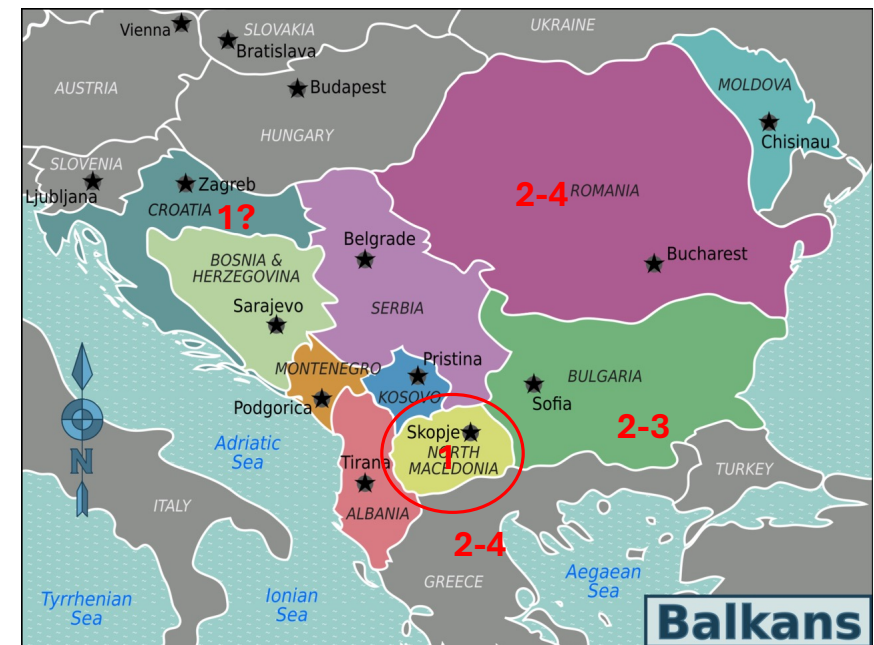 UKRAINE
Vienna
SLOVAKIA
Bratislava
AUSTRIA
Budapest
MOLDOVA
HUNGARY
Chisinau
SLOVENIA
Ljubljana
Zagreb
CROATIA
1?
2-4
ROMANIA
Belgrade
Bucharest
BOSNIA &
HERZEGOVINA
Sarajevo
SERBIA
MONTENEGRO
Pristina
KOSOVO
BULGARIA
Sofia
2-3
Podgorica
Skopje
NORTH
1
MACEDONIA
Adriatic
Sea
N
Tirana
TURKEY
ITALY
ALBANIA
2-4
GREECE
Aegaean
Sea
Tyrrhenian
Sea
Ionian
Sea
Balkans